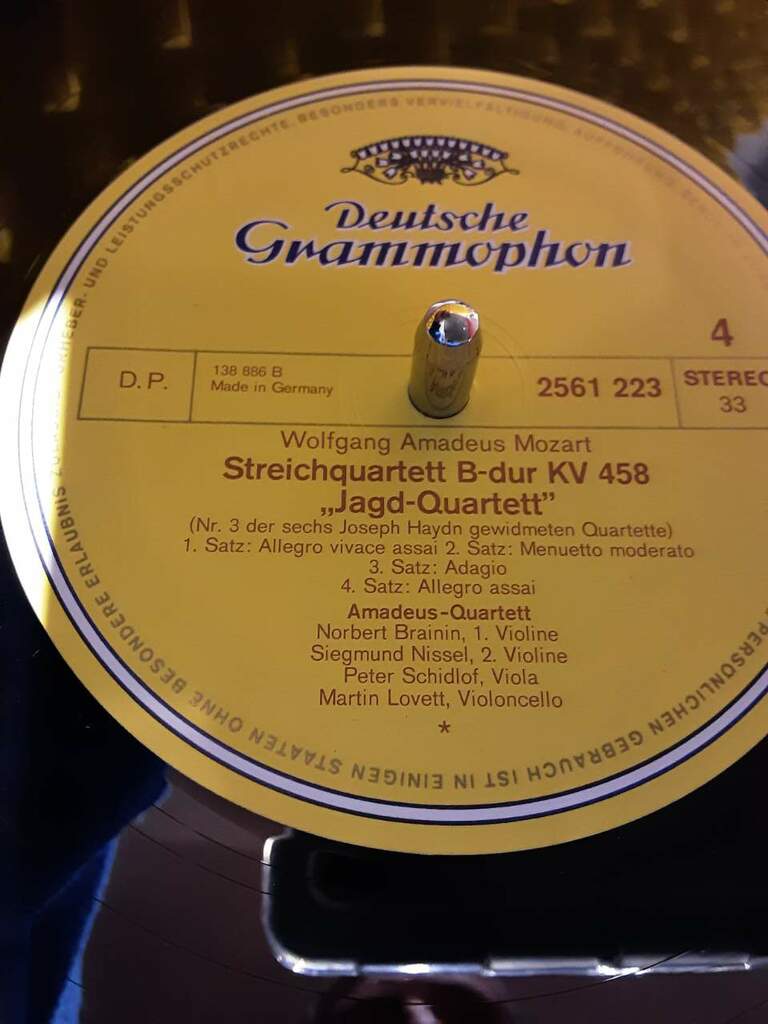 Deutsche
Grammophon
4
D.P.
138 886 B
Made in Germany
2561 223
STEREO
33
Wolfgang Amadeus Mozart
Streichquartett B-dur KV 458
„Jagd-Quartett”
(Nr. 3 der sechs Joseph Haydn gewidmeten Quartette)
1. Satz: Allegro vivace assai 2. Satz: Menuetto moderato
3. Satz: Adagio
4. Satz: Allegro assai
Amadeus-Quartett
Norbert Brainin, 1. Violine
Siegmund Nissel, 2. Violine
Peter Schidlof, Viola
Martin Lovett, Violoncello
*
URHEBER- UND LEISTUNGSSCHUTZRECHTE, BESONDERS VERVIELFÄLTIGUNG, AUFFÜHRUNG,
PERSÖNLICHEN GEBRAUCH IST IN EINIGEN STAATEN OHNE BESONDERE ERLAUBNIS